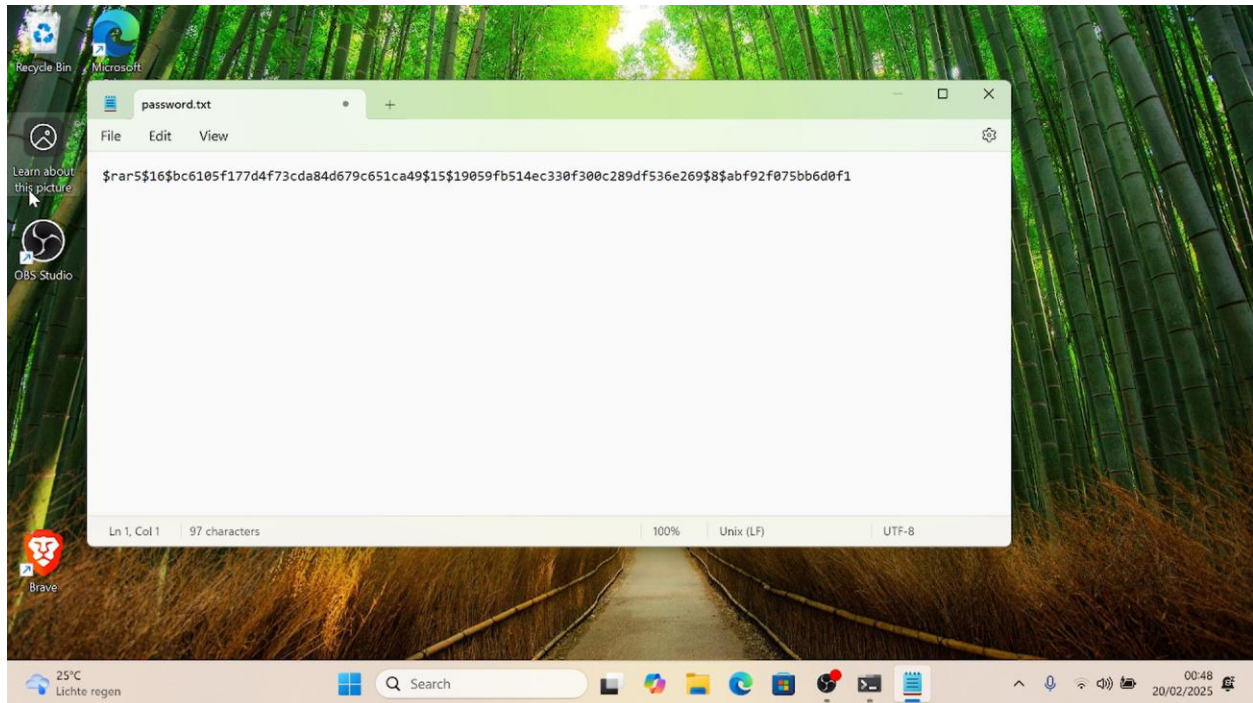 Recycle Bin
Microsoft
password.txt
File Edit View
Learn about
this picture
$rar5$16$bc6105f177d4f73cda84d679c651ca49$15$19059fb514ec330f300c289df536e269$8$abf92f075bb6d0f1
OBS Studio
Ln 1, Col 1 97 characters 100% Unix (LF) UTF-8
Brave
25°C
Lichte regen
Search
00:48
20/02/2025